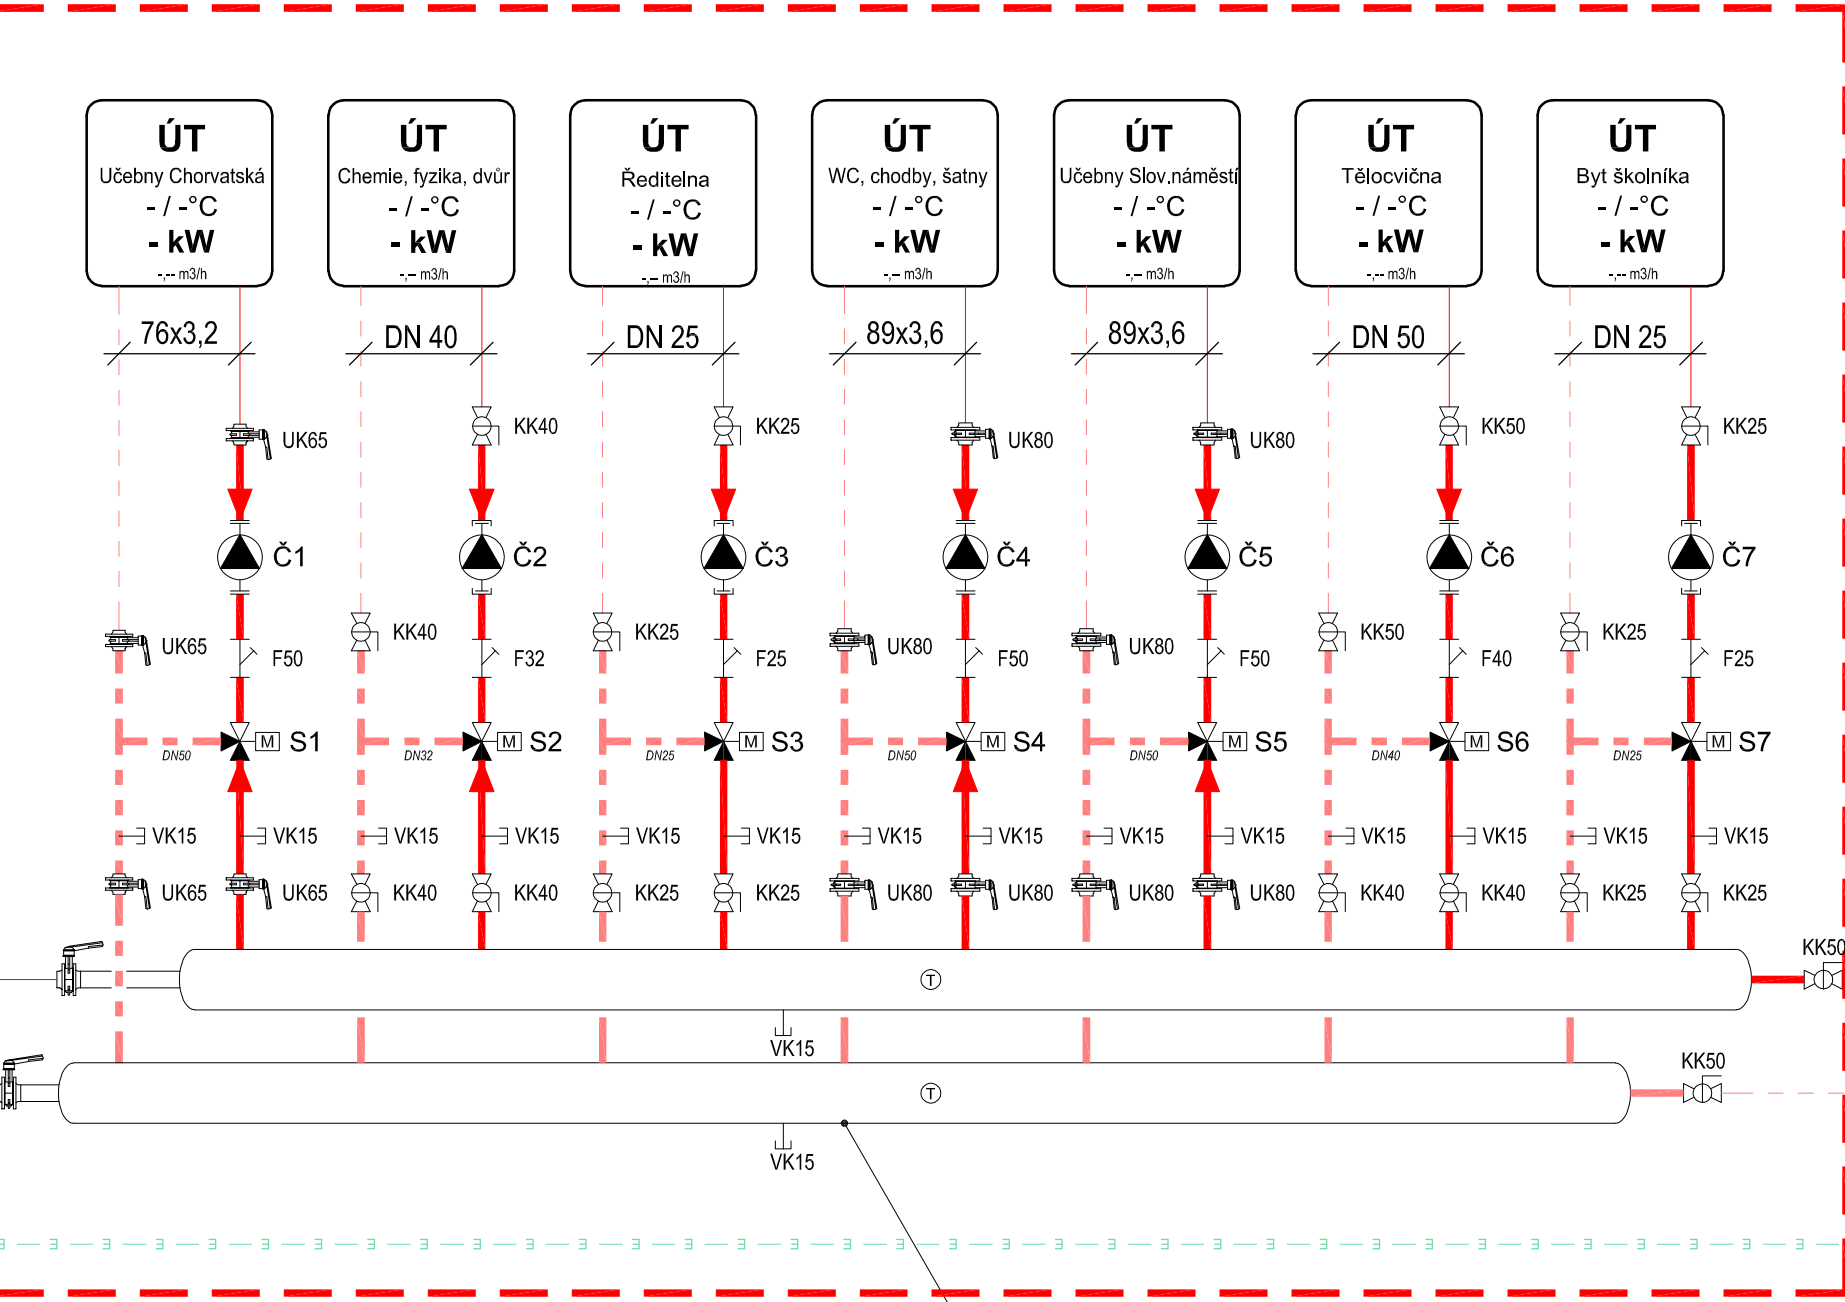 ÚT
Učebny Chorvatská
- / -°C
- kW
-,-- m3/h
ÚT
Chemie, fyzika, dvůr
- / -°C
- kW
-,-- m3/h
ÚT
Ředitelna
- / -°C
- kW
-,-- m3/h
ÚT
WC, chodby, šatny
- / -°C
- kW
-,-- m3/h
ÚT
Učebny Slov.náměstí
- / -°C
- kW
-,-- m3/h
ÚT
Tělocvična
- / -°C
- kW
-,-- m3/h
ÚT
Byt školníka
- / -°C
- kW
-,-- m3/h
76x3,2 DN 40 DN 25 89x3,6 89x3,6 DN 50 DN 25
UK65 KK40 KK25 UK80 UK80 KK50 KK25
Č1 Č2 Č3 Č4 Č5 Č6 Č7
UK65 KK40 KK25 UK80 UK80 KK50 KK25
F50 F32 F25 F50 F50 F40 F25
M S1 M S2 M S3 M S4 M S5 M S6 M S7
DN50 DN32 DN25 DN50 DN50 DN40 DN25
VK15 VK15 VK15 VK15 VK15 VK15 VK15 VK15 VK15 VK15 VK15 VK15 VK15 VK15
UK65 UK65 KK40 KK40 KK25 KK25 UK80 UK80 UK80 UK80 KK40 KK40 KK25 KK25
KK50
T
VK15
KK50
T
VK15